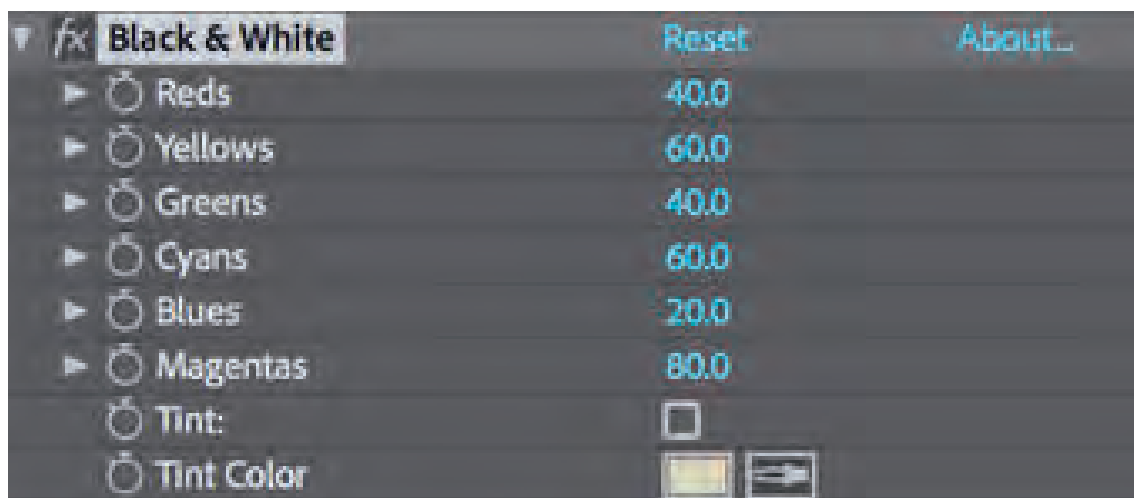 fx Black & White Reset About...
Reds 40.0
Yellows 60.0
Greens 40.0
Cyans 60.0
Blues 20.0
Magentas 80.0
Tint:
Tint Color